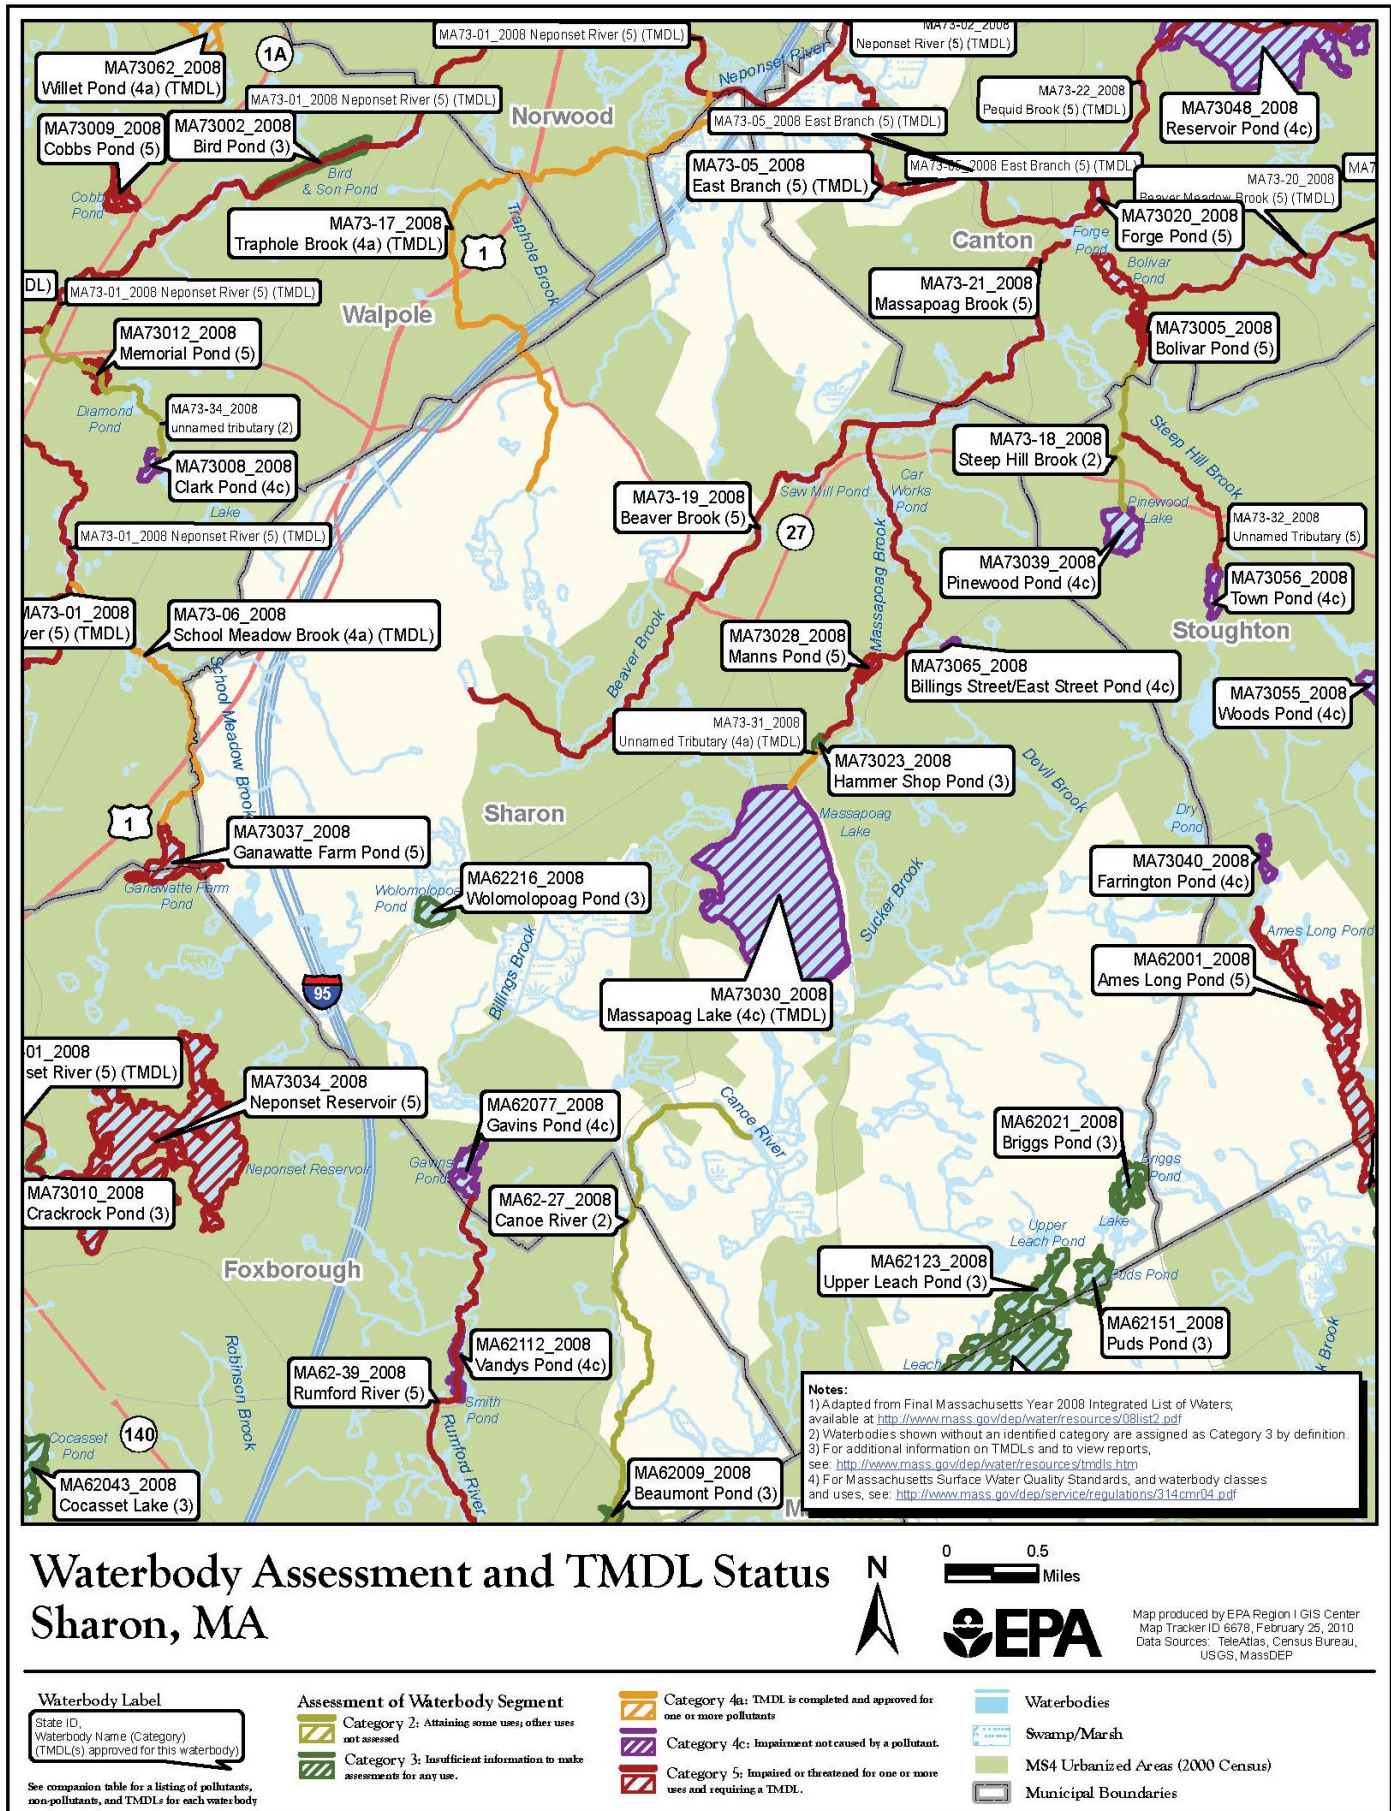 MA73-01_2008 Neponset River (5) (TMDL)
MA73-02_2008
Neponset River (5) (TMDL)
Neponset River
1A
MA73062_2008
Willet Pond (4a) (TMDL)
MA73-01_2008 Neponset River (5) (TMDL)
Norwood
MA73-22_2008
Pequid Brook (5) (TMDL)
MA73048_2008
Reservoir Pond (4c)
MA73009_2008
Cobbs Pond (5)
MA73002_2008
Bird Pond (3)
MA73-05_2008 East Branch (5) (TMDL)
MA73-05_2008
East Branch (5) (TMDL)
MA73-05_2008 East Branch (5) (TMDL)
MA73-20_2008
Beaver Meadow Brook (5) (TMDL)
MA7
Bird
& Son Pond
Cobb
Pond
MA73-17_2008
Traphole Brook (4a) (TMDL)
1
Traphole Brook
MA73020_2008
Forge Pond (5)
Canton
Forge
Pond
Bolivar
Pond
DL)
MA73-01_2008 Neponset River (5) (TMDL)
MA73-21_2008
Massapoag Brook (5)
Walpole
MA73012_2008
Memorial Pond (5)
MA73005_2008
Bolivar Pond (5)
Diamond
Pond
MA73-34_2008
unnamed tributary (2)
MA73008_2008
Clark Pond (4c)
Lake
MA73-18_2008
Steep Hill Brook (2)
Steep Hill Brook
MA73-19_2008
Beaver Brook (5)
Saw Mill Pond
Car
Works
Pond
27
Pinewood
Lake
MA73-01_2008 Neponset River (5) (TMDL)
MA73-32_2008
Unnamed Tributary (5)
Massapoag Brook
MA73039_2008
Pinewood Pond (4c)
MA73056_2008
Town Pond (4c)
MA73-01_2008
ver (5) (TMDL)
MA73-06_2008
School Meadow Brook (4a) (TMDL)
Beaver Brook
MA73028_2008
Manns Pond (5)
Stoughton
MA73065_2008
Billings Street/East Street Pond (4c)
MA73055_2008
Woods Pond (4c)
School Meadow Brook
MA73-31_2008
Unnamed Tributary (4a) (TMDL)
MA73023_2008
Hammer Shop Pond (3)
Devil Brook
1
Sharon
Massapoag
Lake
Dry
Pond
MA73037_2008
Ganawatte Farm Pond (5)
Ganawatte Farm
Pond
MA73040_2008
Farrington Pond (4c)
Wolomolopoa
Pond
MA62216_2008
Wolomolopoag Pond (3)
Sucker Brook
Ames Long Pond
Billings Brook
MA62001_2008
Ames Long Pond (5)
95
MA73030_2008
Massapoag Lake (4c) (TMDL)
01_2008
set River (5) (TMDL)
MA73034_2008
Neponset Reservoir (5)
MA62077_2008
Gavins Pond (4c)
Canoe River
MA62021_2008
Briggs Pond (3)
Neponset Reservoir
Gavins
Pond
Briggs
Pond
MA73010_2008
Crackrock Pond (3)
MA62-27_2008
Canoe River (2)
Lake
Upper
Leach Pond
Foxborough
MA62123_2008
Upper Leach Pond (3)
Puds Pond
MA62151_2008
Puds Pond (3)
Robinson Brook
MA62112_2008
Vandys Pond (4c)
k Brook
Leach
MA62-39_2008
Rumford River (5)
Smith
Pond
Rumford River
Cocasset
Pond
140
MA62043_2008
Cocasset Lake (3)
MA62009_2008
Beaumont Pond (3)
M
Notes:
1) Adapted from Final Massachusetts Year 2008 Integrated List of Waters;
available at http://www.mass.gov/dep/water/resources/08list2.pdf
2) Waterbodies shown without an identified category are assigned as Category 3 by definition.
3) For additional information on TMDLs and to view reports,
see: http://www.mass.gov/dep/water/resources/tmdls.htm
4) For Massachusetts Surface Water Quality Standards, and waterbody classes
and uses, see: http://www.mass.gov/dep/service/regulations/314cmr04.pdf
Waterbody Assessment and TMDL Status
Sharon, MA
N
0 0.5
Miles
EPA
Map produced by EPA Region I GIS Center
Map Tracker ID 6678, February 25, 2010
Data Sources: TeleAtlas, Census Bureau,
USGS, MassDEP
Waterbody Label
State ID,
Waterbody Name (Category)
(TMDL(s) approved for this waterbody)
See companion table for a listing of pollutants,
non-pollutants, and TMDLs for each waterbody
Assessment of Waterbody Segment
Category 2: Attaining some uses; other uses
not assessed
Category 3: Insufficient information to make
assessments for any use.
Category 4a: TMDL is completed and approved for
one or more pollutants
Category 4c: Impairment not caused by a pollutant.
Category 5: Impaired or threatened for one or more
uses and requiring a TMDL.
Waterbodies
Swamp/Marsh
MS4 Urbanized Areas (2000 Census)
Municipal Boundaries